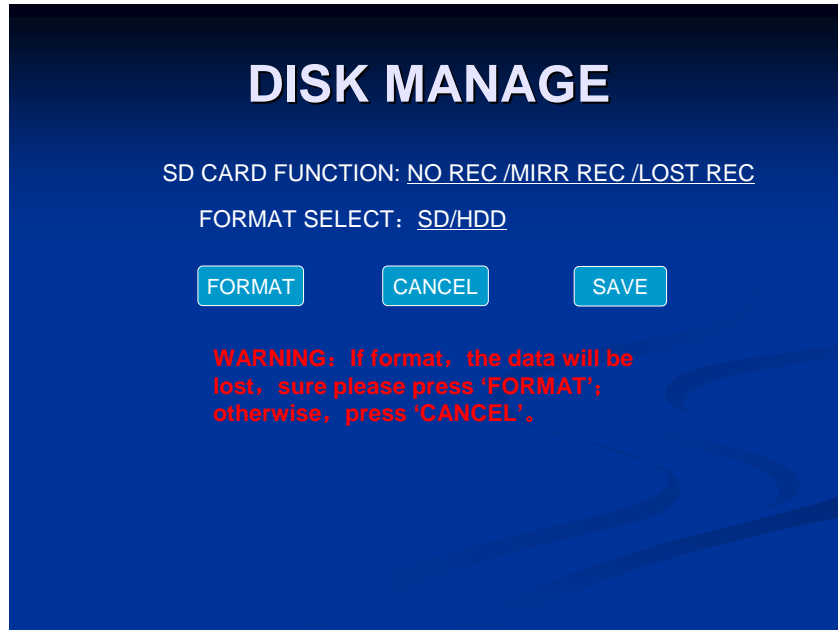 DISK MANAGE
SD CARD FUNCTION: NO REC /MIRR REC /LOST REC
FORMAT SELECT：SD/HDD
FORMAT CANCEL SAVE
WARNING：If format，the data will be
lost，sure please press ‘FORMAT’；
otherwise，press ‘CANCEL’。